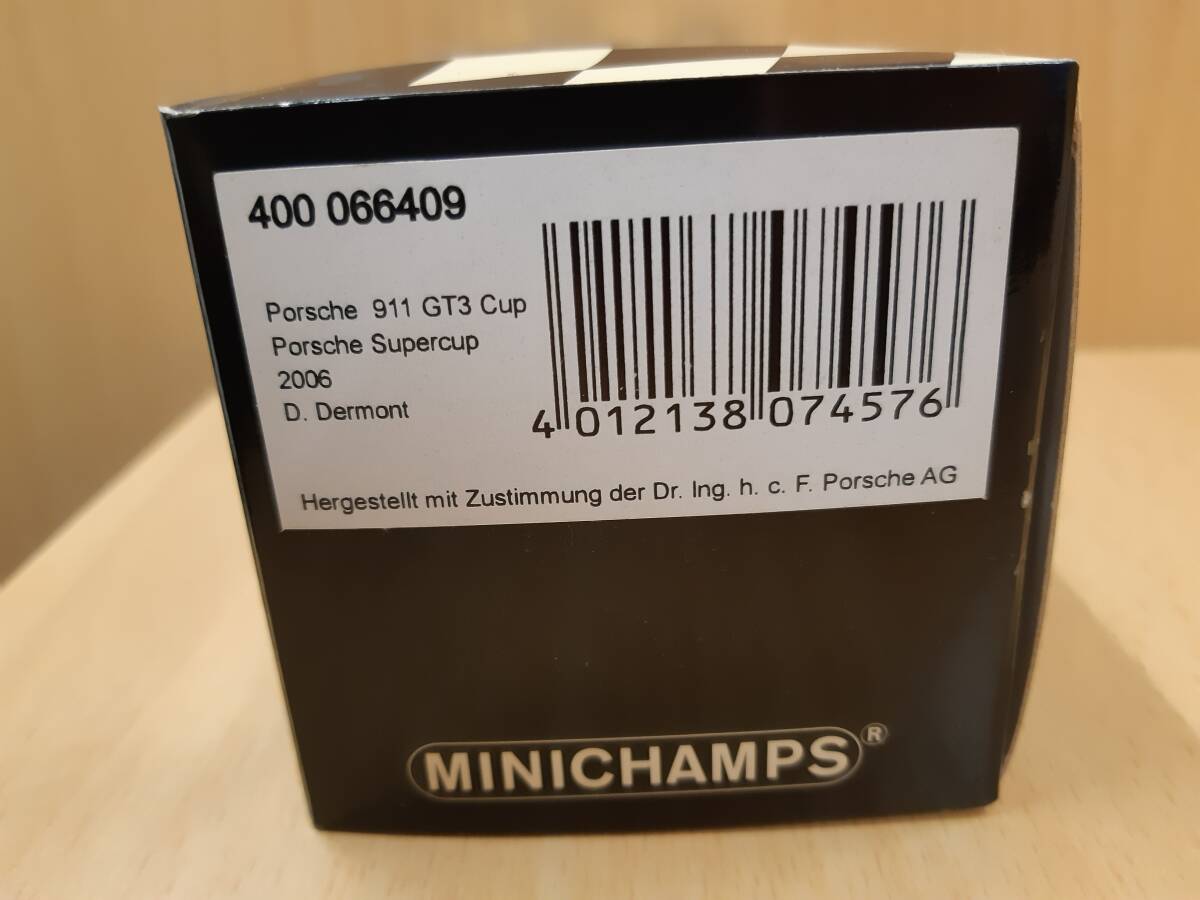 400 066409
Porsche 911 GT3 Cup
Porsche Supercup
2006
D. Dermont
4 012138 074576
Hergestellt mit Zustimmung der Dr. Ing. h. c. F. Porsche AG
MINICHAMPS®